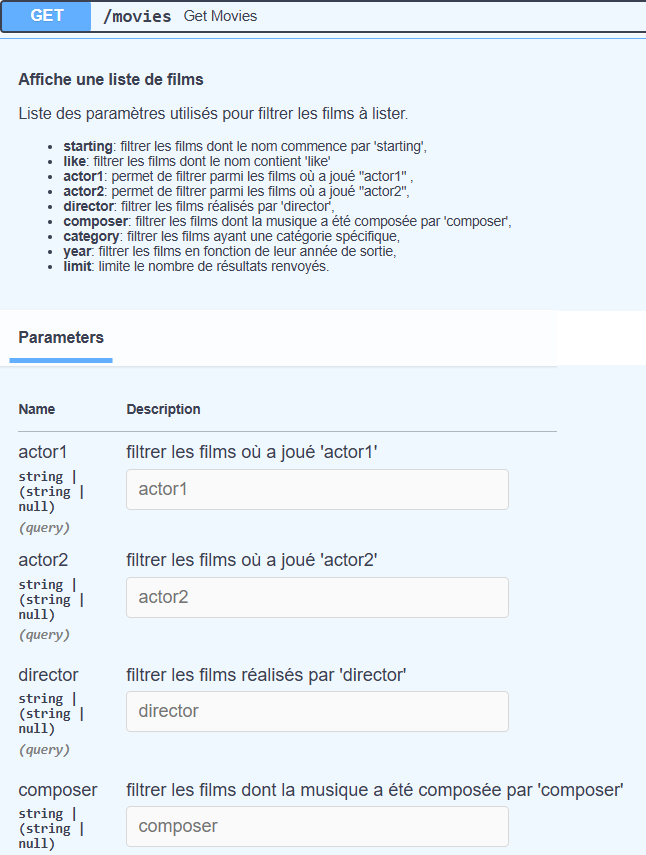 GET /movies Get Movies
Affiche une liste de films
Liste des paramètres utilisés pour filtrer les films à lister.
• starting: filtrer les films dont le nom commence par 'starting',
• like: filtrer les films dont le nom contient 'like'
• actor1: permet de filtrer parmi les films où a joué "actor1" ,
• actor2: permet de filtrer parmi les films où a joué "actor2",
• director: filtrer les films réalisés par 'director',
• composer: filtrer les films dont la musique a été composée par 'composer',
• category: filtrer les films ayant une catégorie spécifique,
• year: filtrer les films en fonction de leur année de sortie,
• limit: limite le nombre de résultats renvoyés.
Parameters
Name Description
actor1 filtrer les films où a joué 'actor1'
string |
(string |
null)
(query)
actor1
actor2 filtrer les films où a joué 'actor2'
string |
(string |
null)
(query)
actor2
director filtrer les films réalisés par 'director'
string |
(string |
null)
(query)
director
composer filtrer les films dont la musique a été composée par 'composer'
string |
(string |
null)
composer